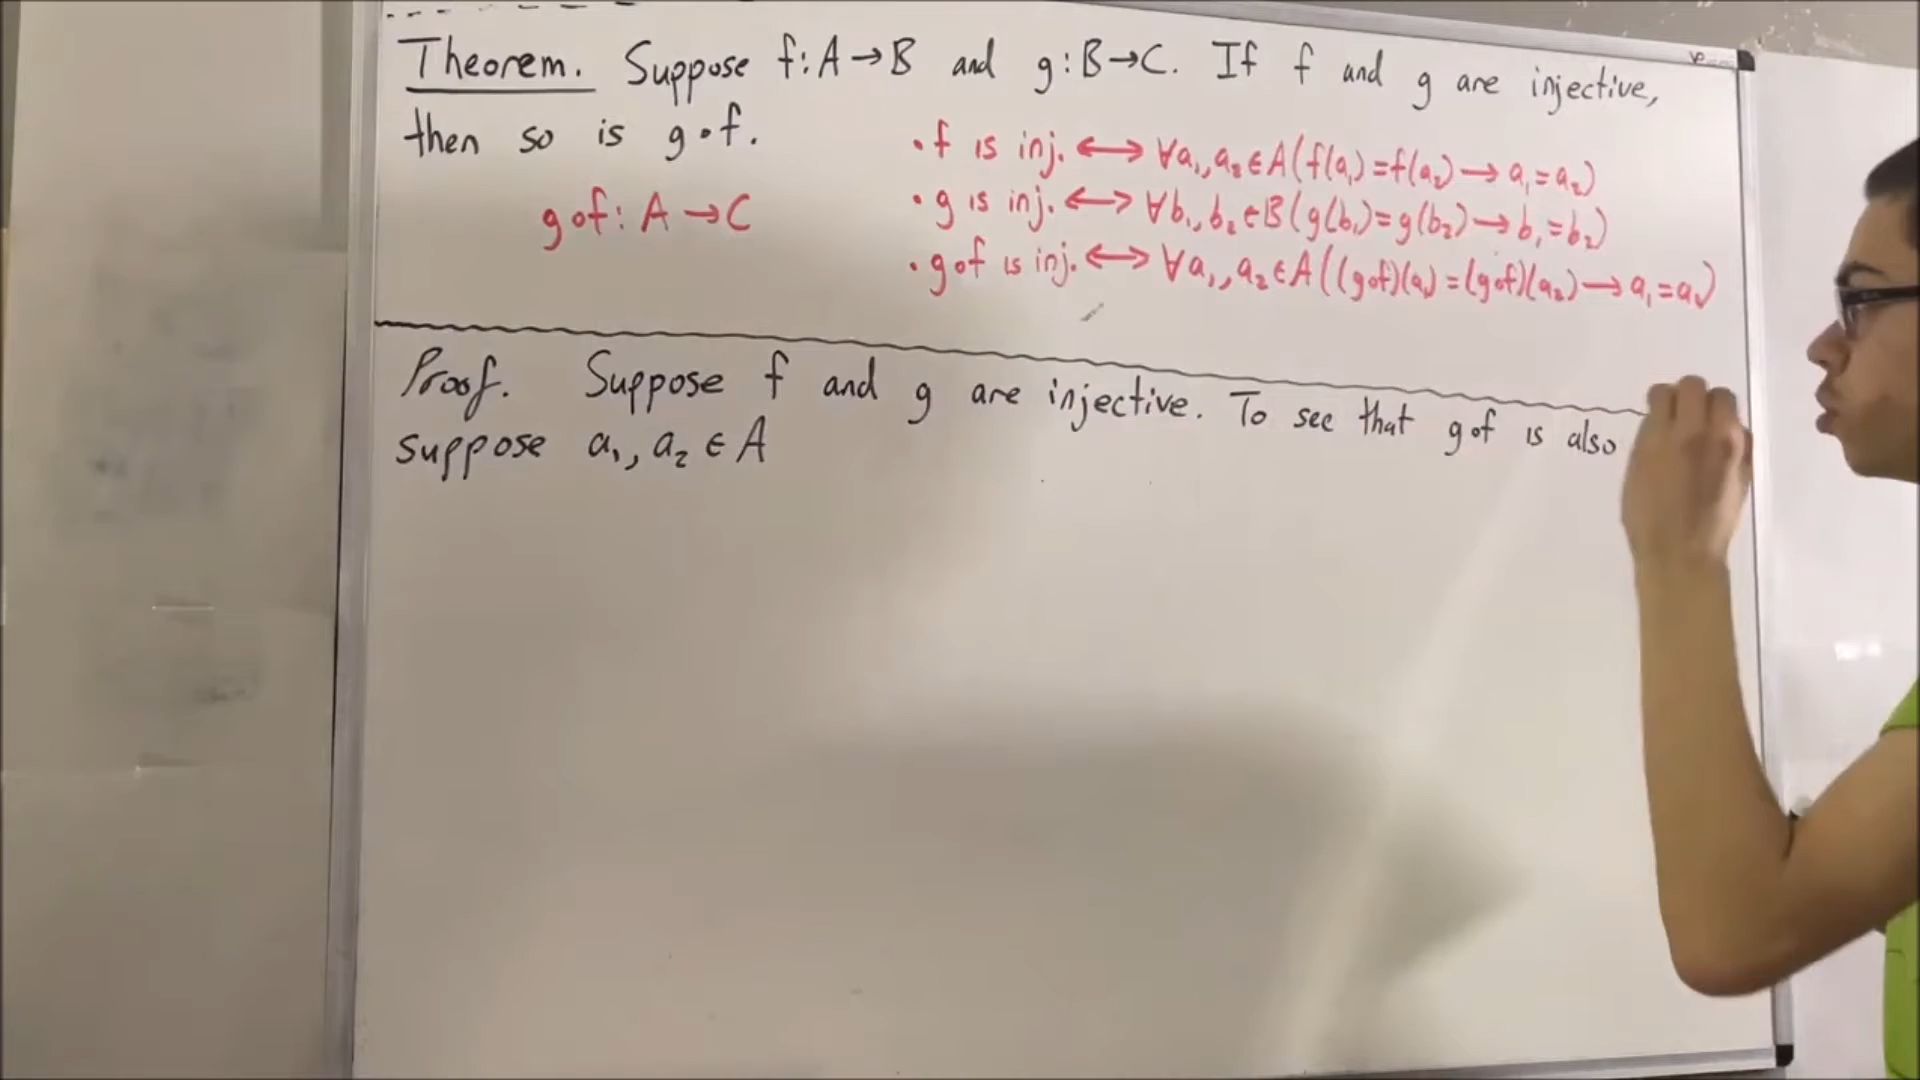 Theorem. Suppose f: A→B and g: B→C. If f and g are injective,
then so is g∘f.
g∘f: A→C
• f is inj. ↔ ∀a₁, a₂ ∈ A (f(a₁) = f(a₂) → a₁ = a₂)
• g is inj. ↔ ∀b₁, b₂ ∈ B (g(b₁) = g(b₂) → b₁ = b₂)
• g∘f is inj. ↔ ∀a₁, a₂ ∈ A ((g∘f)(a₁) = (g∘f)(a₂) → a₁ = a₂)
Proof. Suppose f and g are injective. To see that g∘f is also
suppose a₁, a₂ ∈ A